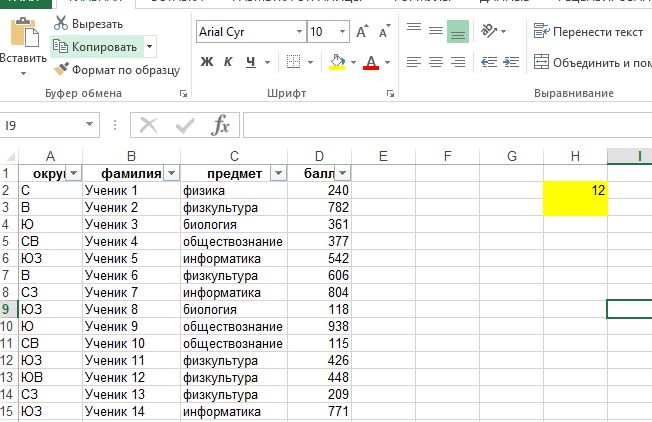 Вырезать
Копировать
Формат по образцу
Вставить
Буфер обмена
Arial Cyr 10
Ж К Ч
Шрифт
Перенести текст
Объединить и пом
Выравнивание
I9 fx
A B C D E F G H I
1 окру фамилия предмет балл
2 С Ученик 1 физика 240 12
3 В Ученик 2 физкультура 782
4 Ю Ученик 3 биология 361
5 СВ Ученик 4 обществознание 377
6 ЮЗ Ученик 5 информатика 542
7 В Ученик 6 физкультура 606
8 СЗ Ученик 7 информатика 804
9 ЮЗ Ученик 8 биология 118
10 Ю Ученик 9 обществознание 938
11 СВ Ученик 10 обществознание 115
12 ЮЗ Ученик 11 физкультура 426
13 ЮВ Ученик 12 физкультура 448
14 СЗ Ученик 13 физкультура 209
15 ЮЗ Ученик 14 информатика 771